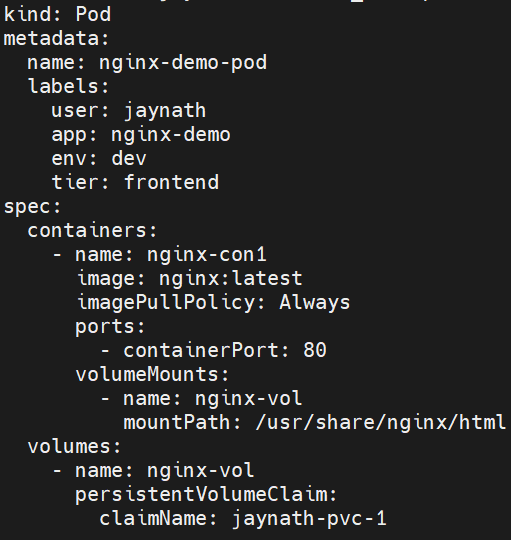 kind: Pod
metadata:
  name: nginx-demo-pod
  labels:
    user: jaynath
    app: nginx-demo
    env: dev
    tier: frontend
spec:
  containers:
    - name: nginx-con1
      image: nginx:latest
      imagePullPolicy: Always
      ports:
        - containerPort: 80
      volumeMounts:
        - name: nginx-vol
          mountPath: /usr/share/nginx/html
  volumes:
    - name: nginx-vol
      persistentVolumeClaim:
        claimName: jaynath-pvc-1